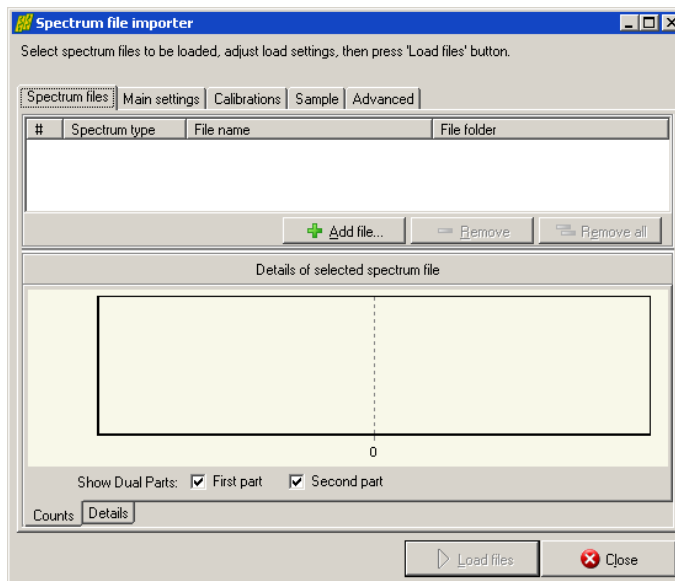 Spectrum file importer
Select spectrum files to be loaded, adjust load settings, then press 'Load files' button.
Spectrum files Main settings Calibrations Sample Advanced
# Spectrum type File name File folder
Add file... Remove Remove all
Details of selected spectrum file
0
Show Dual Parts: First part Second part
Counts Details
Load files Close